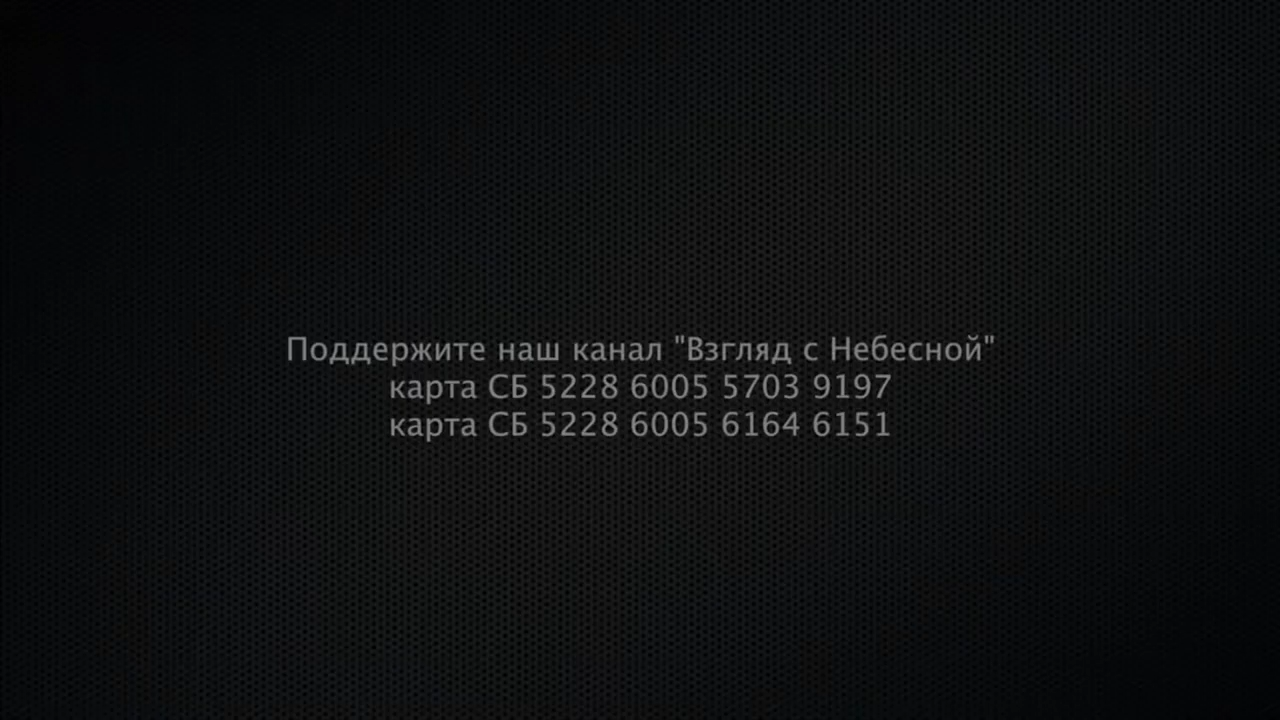 Поддержите наш канал "Взгляд с Небесной"
карта СБ 5228 6005 5703 9197
карта СБ 5228 6005 6164 6151